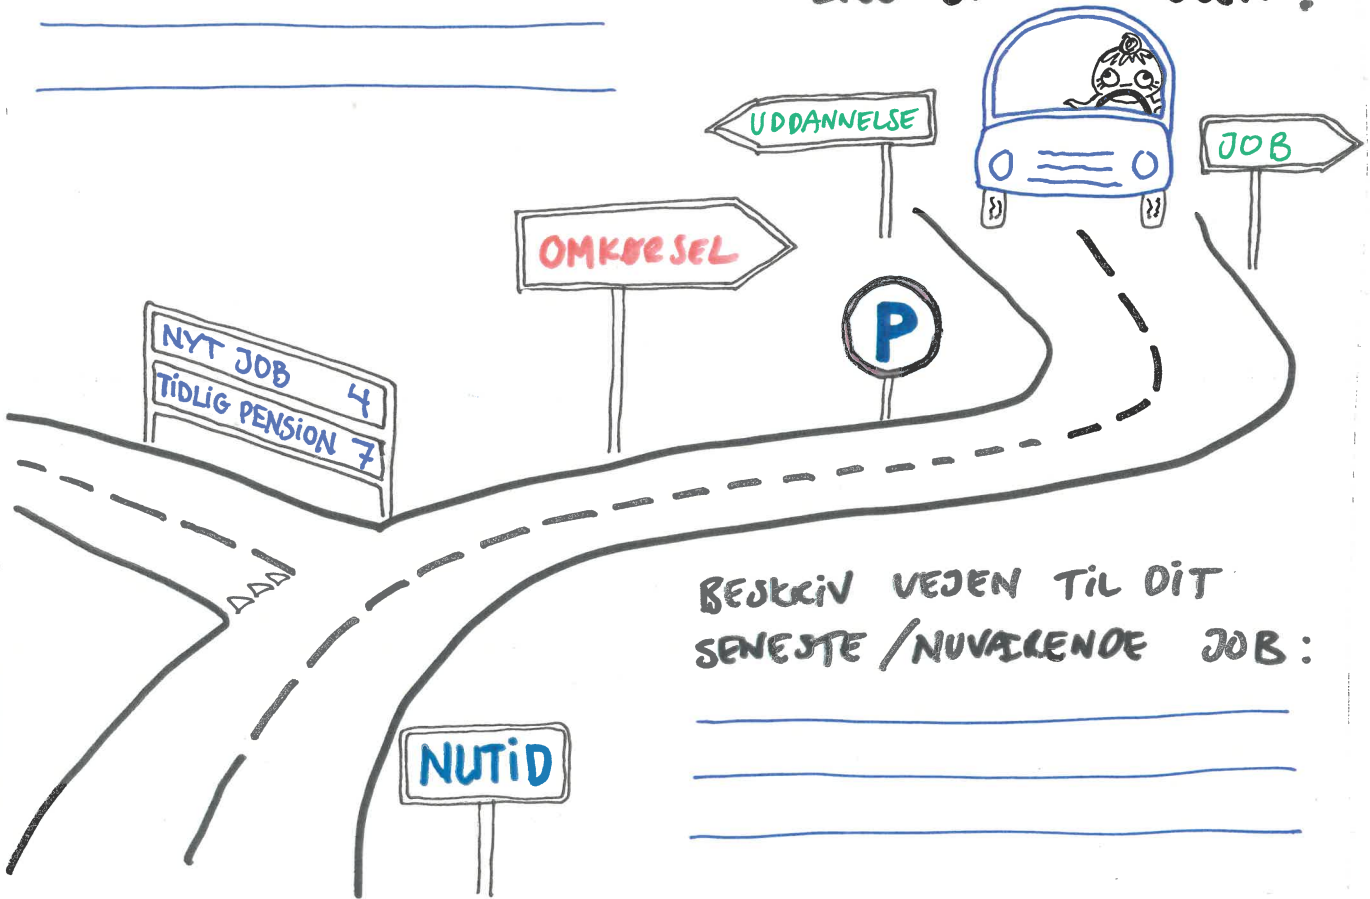 UDDANNELSE
JOB
OMKØRSEL
P
NYT JOB 4
TIDLIG PENSION 7
BESKRIV VEJEN TIL DIT
SENESTE/NUVÆRENDE JOB:
NUTID